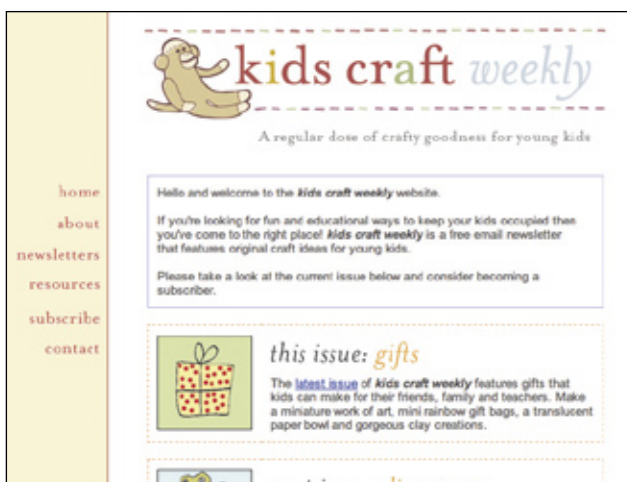 kids craft weekly
A regular dose of crafty goodness for young kids
home
about
newsletters
resources
subscribe
contact
Hello and welcome to the kids craft weekly website.
If you're looking for fun and educational ways to keep your kids occupied then
you've come to the right place! kids craft weekly is a free email newsletter
that features original craft ideas for young kids.
Please take a look at the current issue below and consider becoming a
subscriber.
this issue: gifts
The latest issue of kids craft weekly features gifts that
kids can make for their friends, family and teachers. Make
a miniature work of art, mini rainbow gift bags, a translucent
paper bowl and gorgeous clay creations.